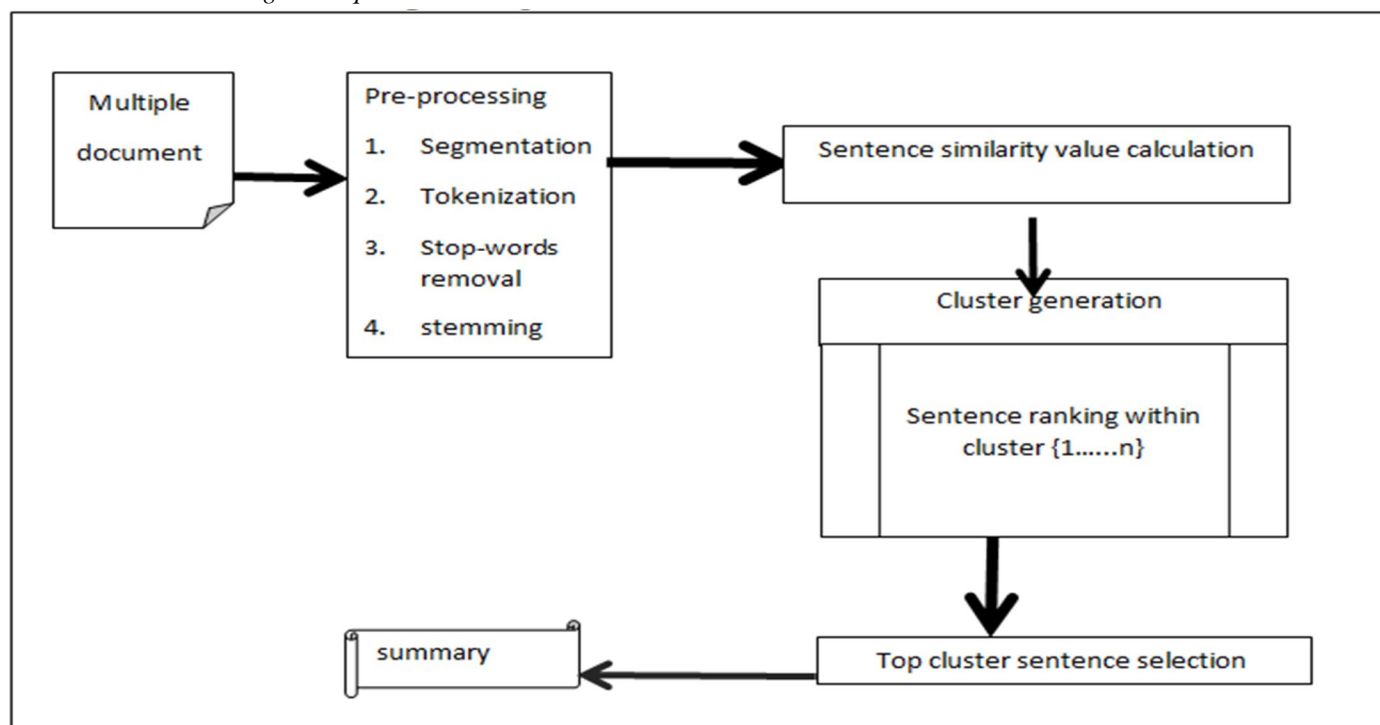 Multiple
document
Pre-processing
1. Segmentation
2. Tokenization
3. Stop-words
removal
4. stemming
Sentence similarity value calculation
Cluster generation
Sentence ranking within
cluster {1......n}
Top cluster sentence selection
summary